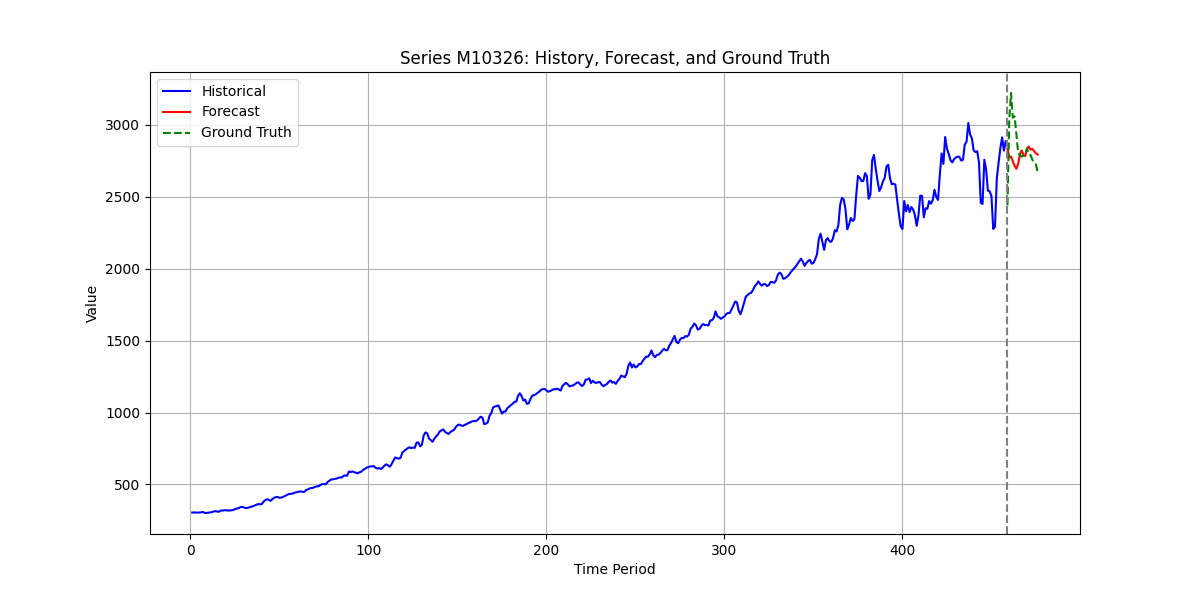 Series M10326: History, Forecast, and Ground Truth
Historical
Forecast
Ground Truth
3000
2500
2000
1500
1000
500
Value
0 100 200 300 400
Time Period